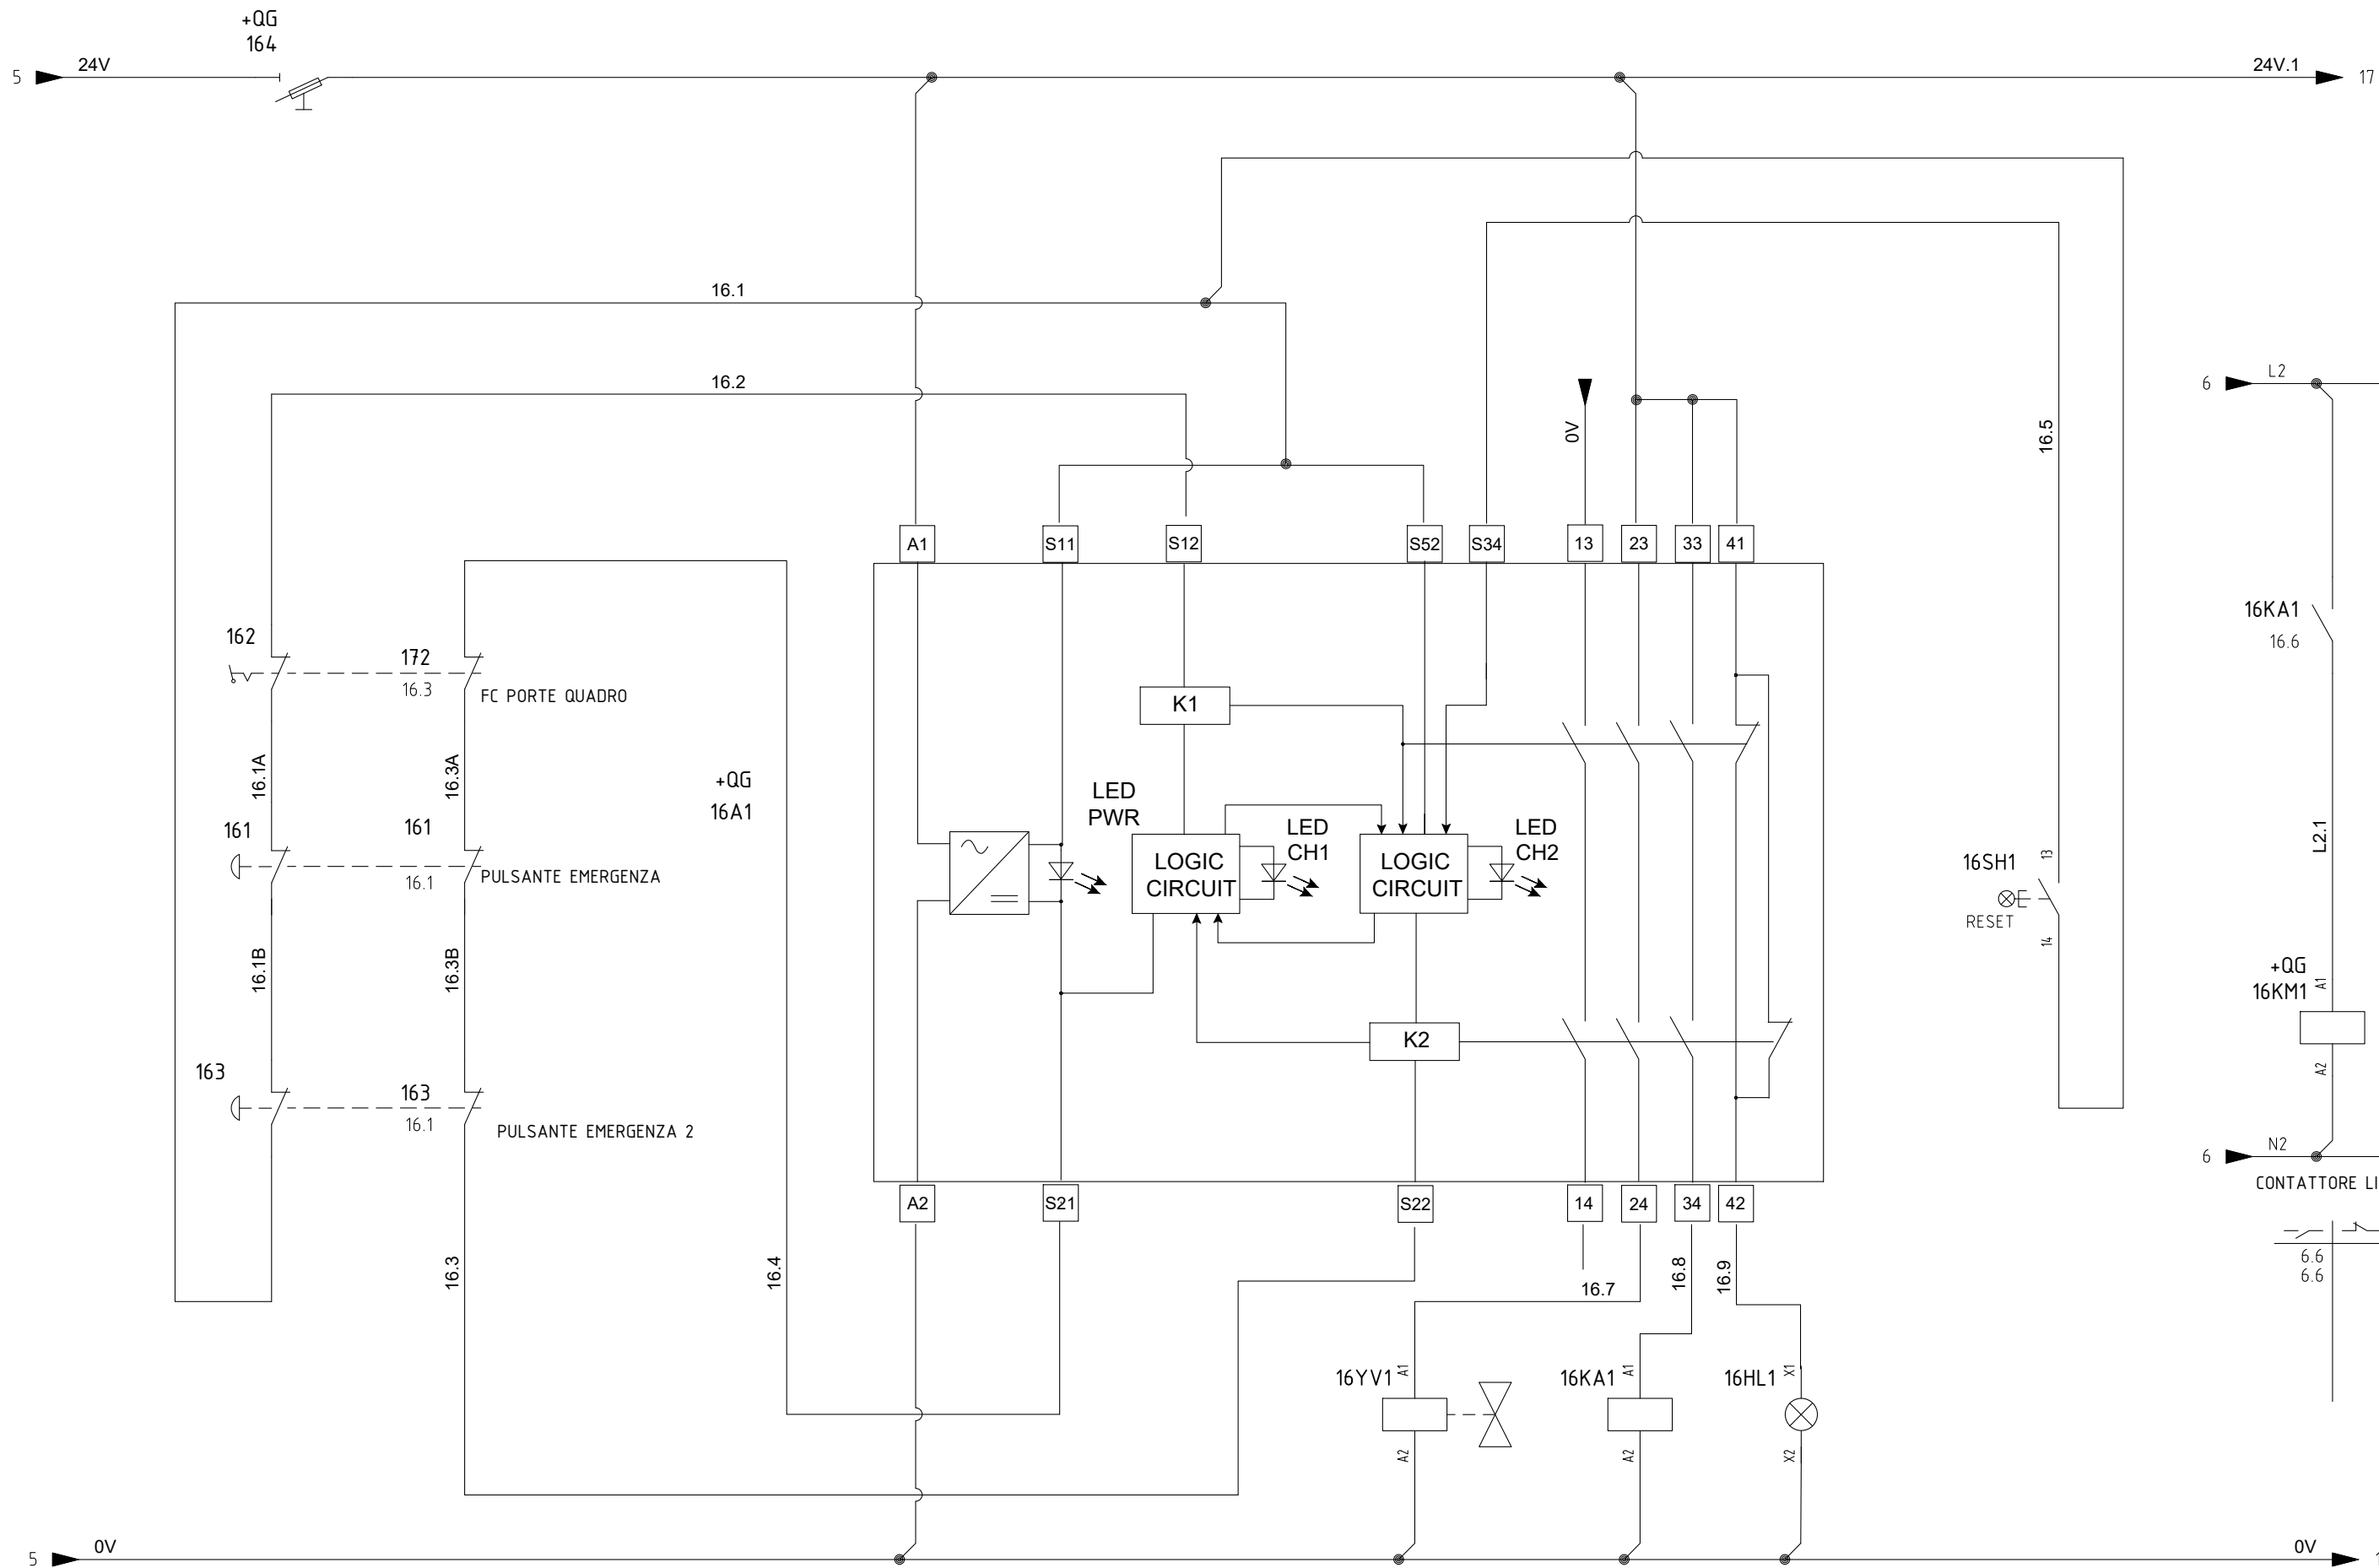 +QG
164
5
24V
24V.1
17
16.1
16.2
6
L2
0V
16.5
A1
S11
S12
S52
S34
13
23
33
41
16KA1
16.6
162
172
16.3
FC PORTE QUADRO
K1
16.1A
16.3A
+QG
16A1
LED
PWR
LED
CH1
LED
CH2
161
161
16.1
PULSANTE EMERGENZA
LOGIC
CIRCUIT
LOGIC
CIRCUIT
L2.1
16SH1
13
RESET
14
16.1B
16.3B
+QG
16KM1
A1
A2
K2
163
163
16.1
PULSANTE EMERGENZA 2
6
N2
CONTATTORE LI
A2
S21
S22
14
24
34
42
16.3
16.4
16.7
16.8
16.9
6.6
6.6
16YV1
A1
A2
16KA1
A1
A2
16HL1
X1
X2
5
0V
0V